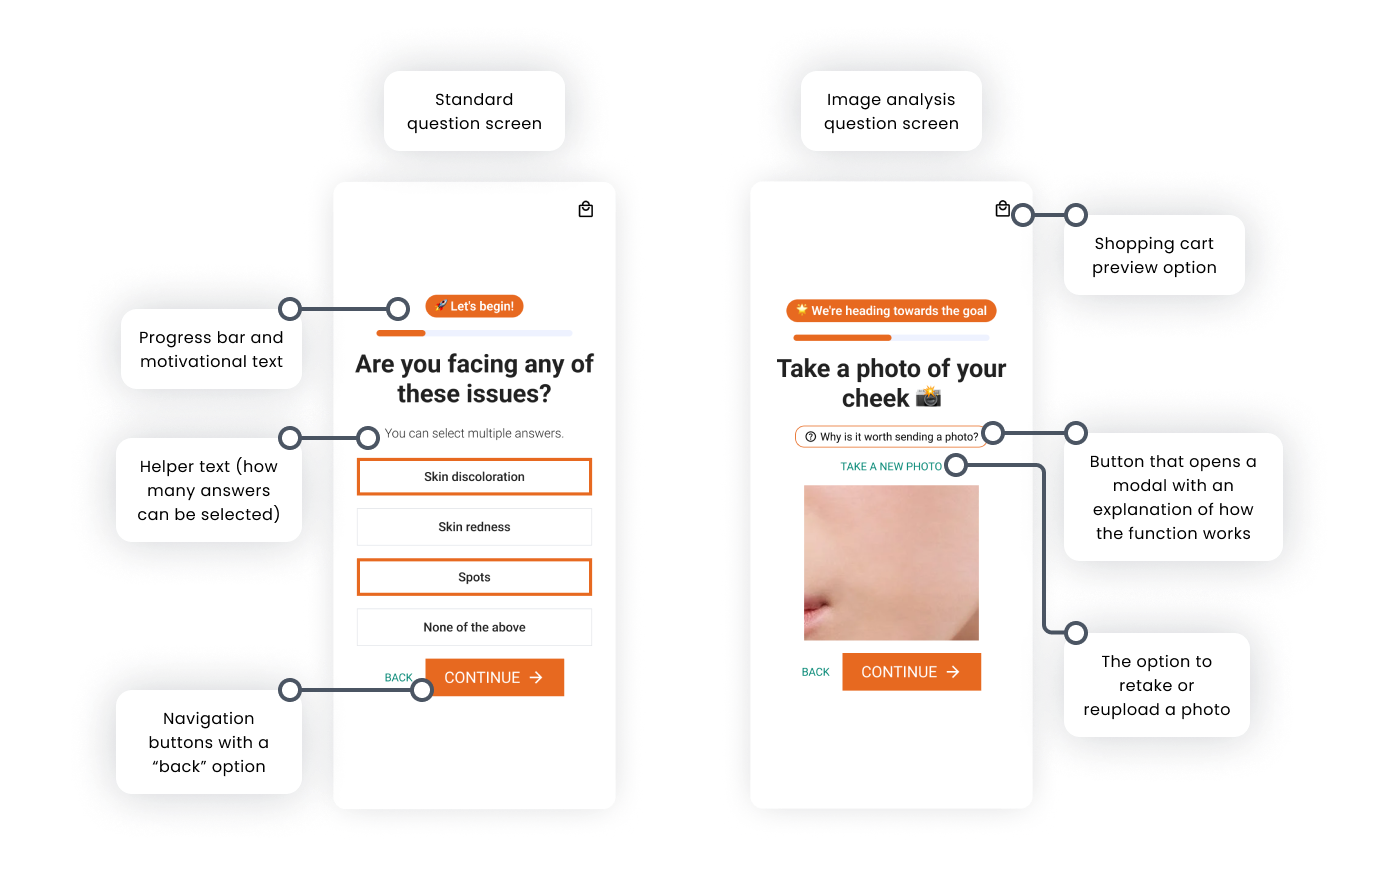 Standard
question screen
Image analysis
question screen
Let's begin!
Are you facing any of
these issues?
You can select multiple answers.
Skin discoloration
Skin redness
Spots
None of the above
BACK
CONTINUE
Progress bar and
motivational text
Helper text (how
many answers
can be selected)
Navigation
buttons with a
“back” option
We're heading towards the goal
Take a photo of your
cheek
Why is it worth sending a photo?
TAKE A NEW PHOTO
BACK
CONTINUE
Shopping cart
preview option
Button that opens a
modal with an
explanation of how
the function works
The option to
retake or
reupload a photo